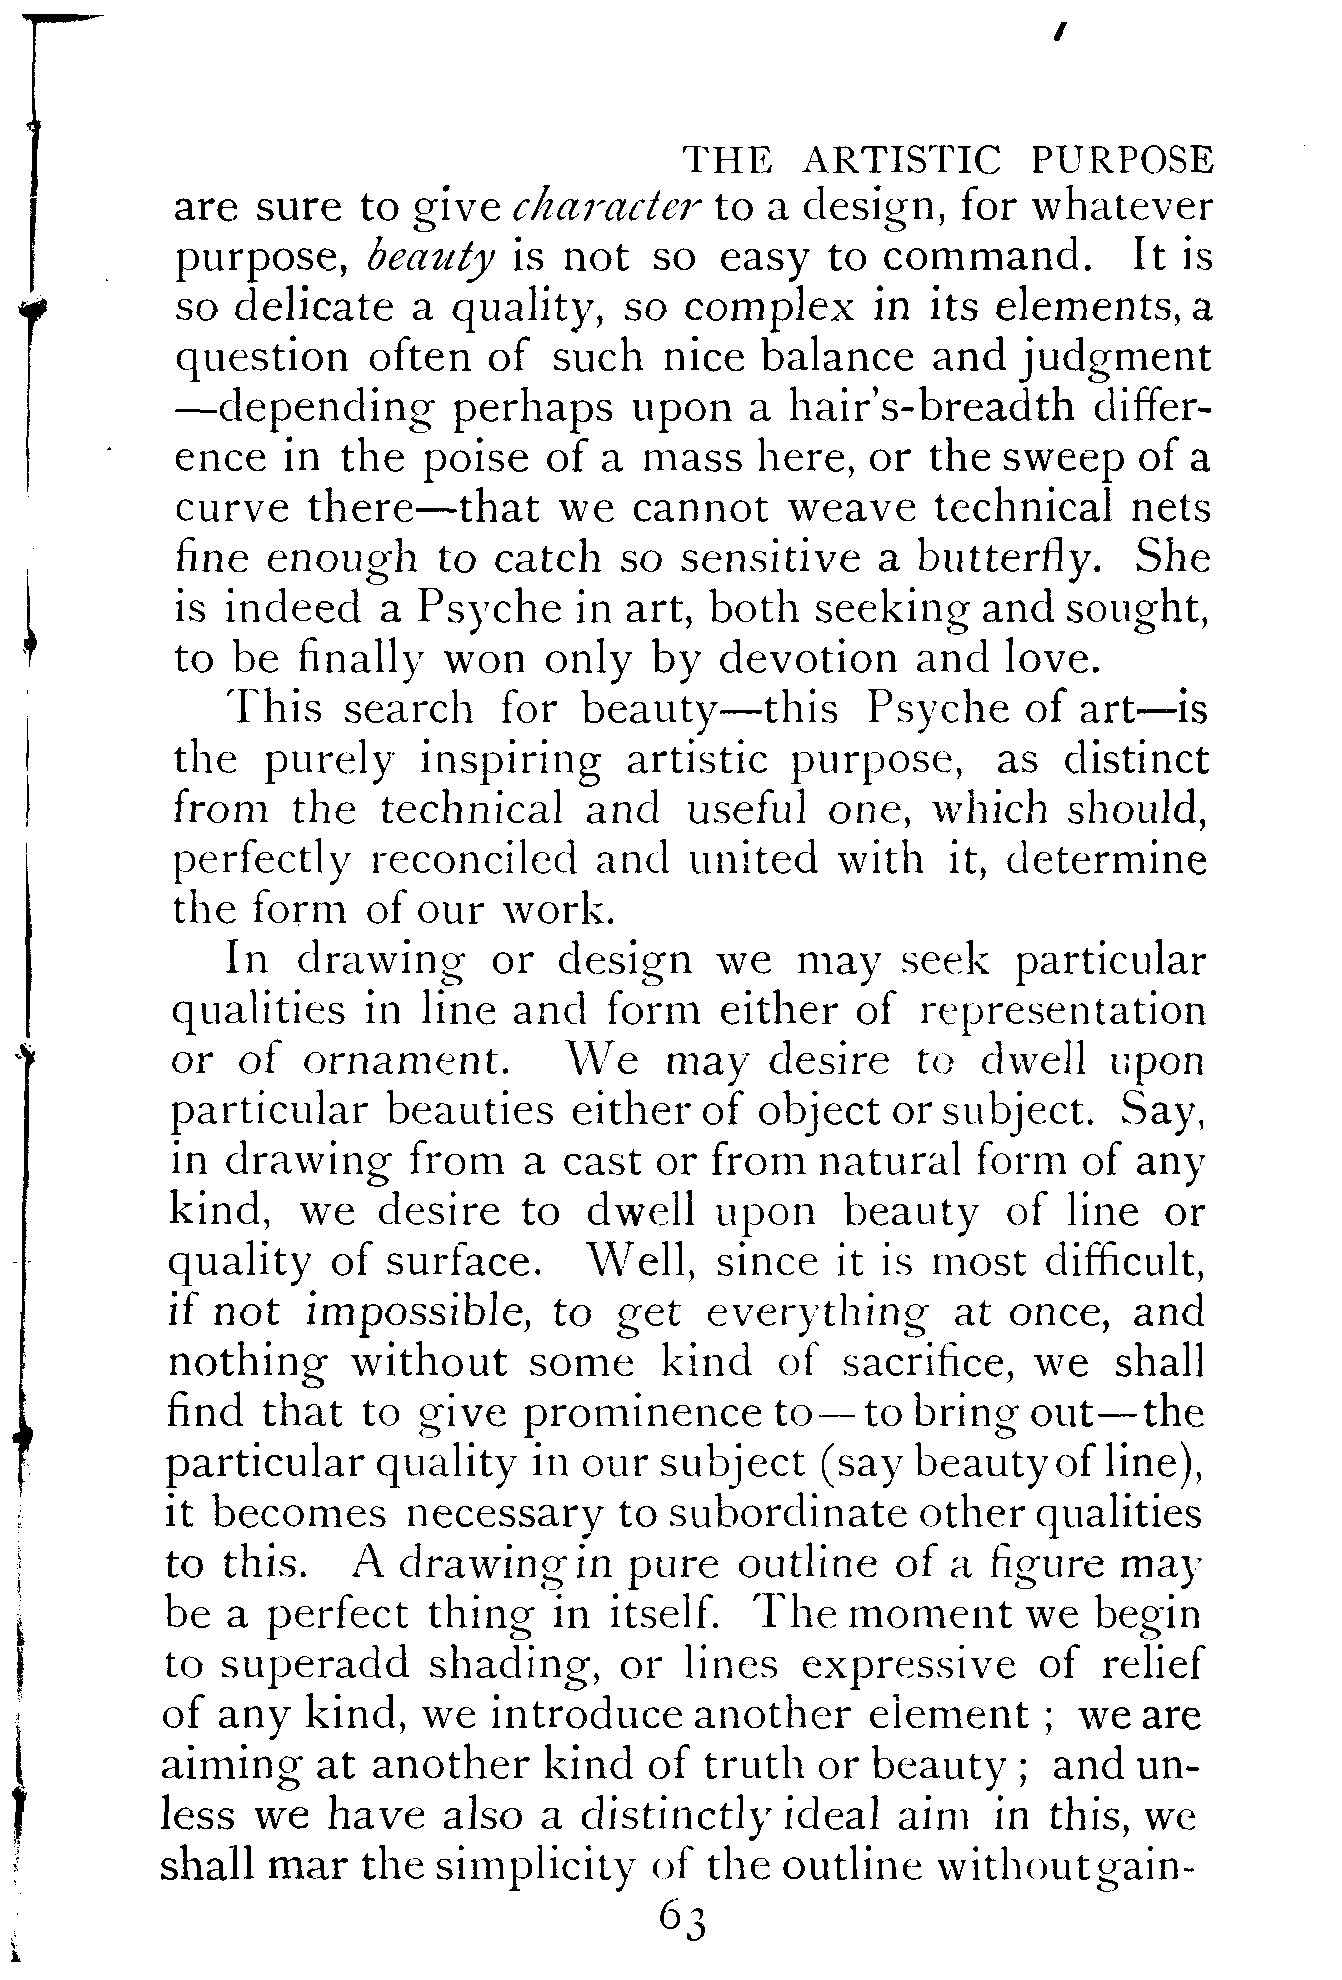 THE ARTISTIC PURPOSE
are sure to give character to a design, for whatever
purpose, beauty is not so easy to command. It is
so delicate a quality, so complex in its elements, a
question often of such nice balance and judgment
—depending perhaps upon a hair's-breadth differ-
ence in the poise of a mass here, or the sweep of a
curve there—that we cannot weave technical nets
fine enough to catch so sensitive a butterfly. She
is indeed a Psyche in art, both seeking and sought,
to be finally won only by devotion and love.
This search for beauty—this Psyche of art—is
the purely inspiring artistic purpose, as distinct
from the technical and useful one, which should,
perfectly reconciled and united with it, determine
the form of our work.
In drawing or design we may seek particular
qualities in line and form either of representation
or of ornament. We may desire to dwell upon
particular beauties either of object or subject. Say,
in drawing from a cast or from natural form of any
kind, we desire to dwell upon beauty of line or
quality of surface. Well, since it is most difficult,
if not impossible, to get everything at once, and
nothing without some kind of sacrifice, we shall
find that to give prominence to—to bring out—the
particular quality in our subject (say beauty of line),
it becomes necessary to subordinate other qualities
to this. A drawing in pure outline of a figure may
be a perfect thing in itself. The moment we begin
to superadd shading, or lines expressive of relief
of any kind, we introduce another element ; we are
aiming at another kind of truth or beauty ; and un-
less we have also a distinctly ideal aim in this, we
shall mar the simplicity of the outline without gain-
63